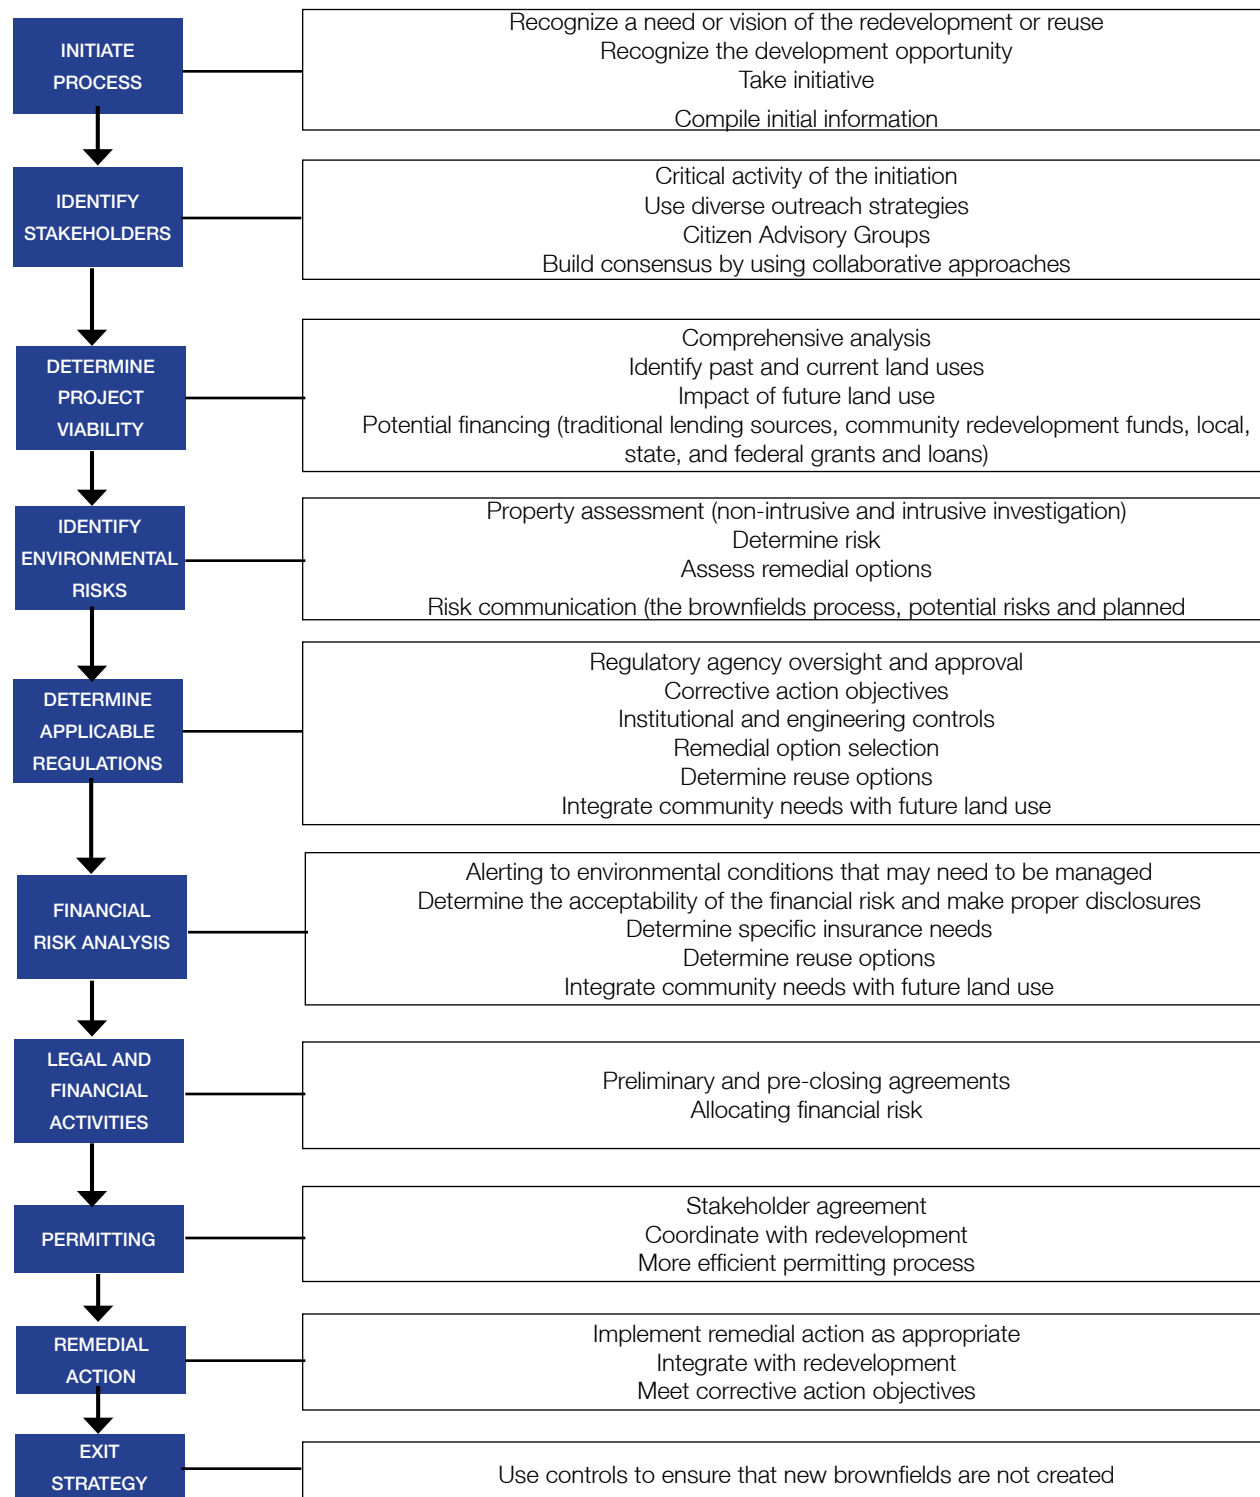 INITIATE
PROCESS
Recognize a need or vision of the redevelopment or reuse
Recognize the development opportunity
Take initiative
Compile initial information
IDENTIFY
STAKEHOLDERS
Critical activity of the initiation
Use diverse outreach strategies
Citizen Advisory Groups
Build consensus by using collaborative approaches
DETERMINE
PROJECT
VIABILITY
Comprehensive analysis
Identify past and current land uses
Impact of future land use
Potential financing (traditional lending sources, community redevelopment funds, local,
state, and federal grants and loans)
IDENTIFY
ENVIRONMENTAL
RISKS
Property assessment (non-intrusive and intrusive investigation)
Determine risk
Assess remedial options
Risk communication (the brownfields process, potential risks and planned
DETERMINE
APPLICABLE
REGULATIONS
Regulatory agency oversight and approval
Corrective action objectives
Institutional and engineering controls
Remedial option selection
Determine reuse options
Integrate community needs with future land use
FINANCIAL
RISK ANALYSIS
Alerting to environmental conditions that may need to be managed
Determine the acceptability of the financial risk and make proper disclosures
Determine specific insurance needs
Determine reuse options
Integrate community needs with future land use
LEGAL AND
FINANCIAL
ACTIVITIES
Preliminary and pre-closing agreements
Allocating financial risk
PERMITTING
Stakeholder agreement
Coordinate with redevelopment
More efficient permitting process
REMEDIAL
ACTION
Implement remedial action as appropriate
Integrate with redevelopment
Meet corrective action objectives
EXIT
STRATEGY
Use controls to ensure that new brownfields are not created